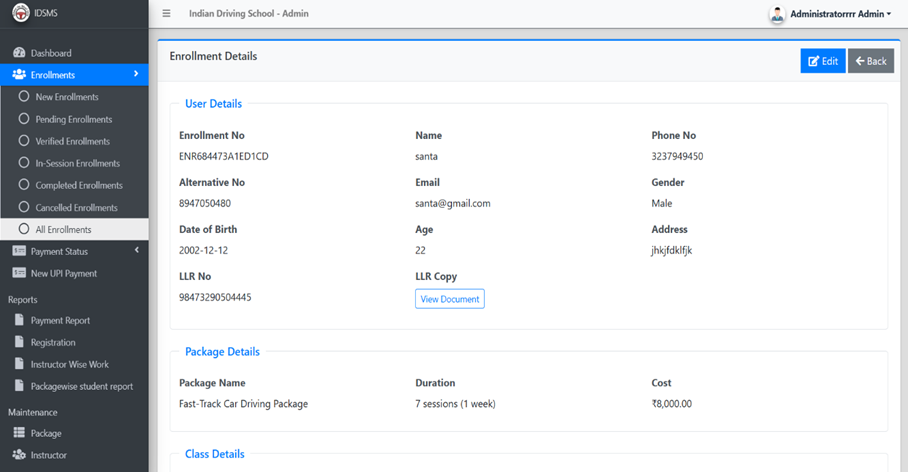 IDSMS
Indian Driving School - Admin
Administratorrrr Admin
Dashboard
Enrollments
New Enrollments
Pending Enrollments
Verified Enrollments
In-Session Enrollments
Completed Enrollments
Cancelled Enrollments
All Enrollments
Payment Status
New UPI Payment
Reports
Payment Report
Registration
Instructor Wise Work
Packagewise student report
Maintenance
Package
Instructor
Enrollment Details
Edit
Back
User Details
Enrollment No Name Phone No
ENR684473A1ED1CD santa 3237949450
Alternative No Email Gender
8947050480 santa@gmail.com Male
Date of Birth Age Address
2002-12-12 22 jhkjfdklfjk
LLR No LLR Copy
98473290504445 View Document
Package Details
Package Name Duration Cost
Fast-Track Car Driving Package 7 sessions (1 week) ₹8,000.00
Class Details